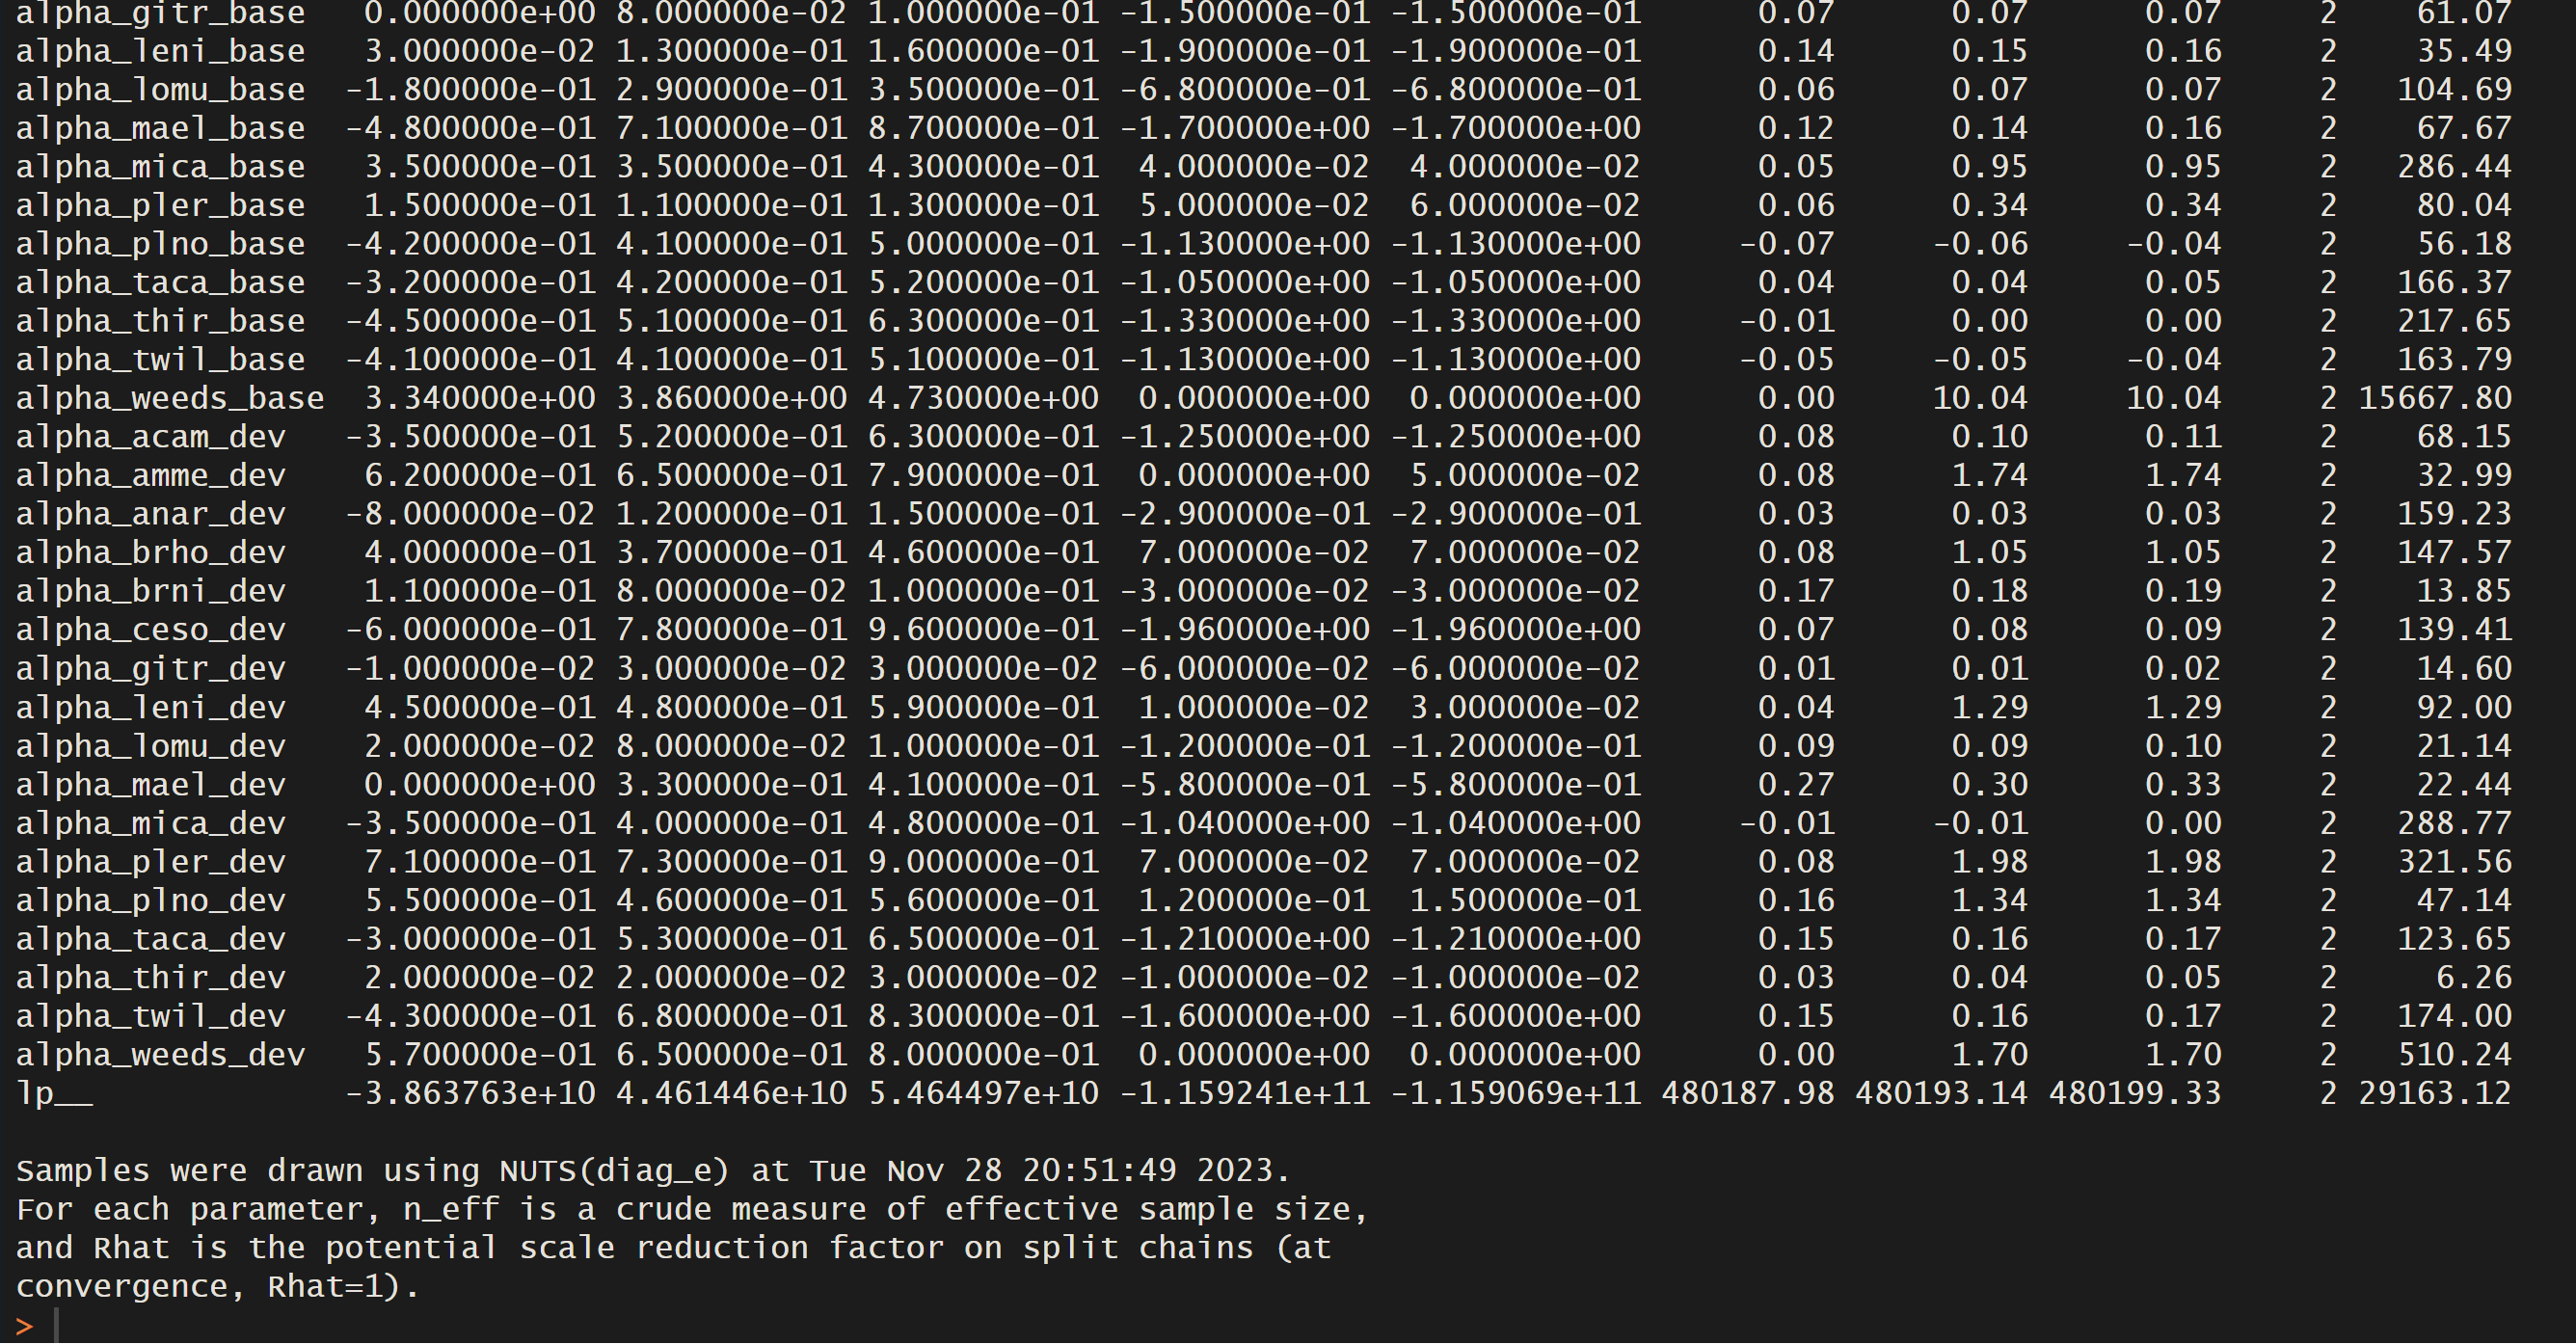 alpha_gitr_base 0.000000e+00 8.000000e-02 1.000000e-01 -1.500000e-01 -1.500000e-01 0.07 0.07 0.07 2 61.07
alpha_leni_base 3.000000e-02 1.300000e-01 1.600000e-01 -1.900000e-01 -1.900000e-01 0.14 0.15 0.16 2 35.49
alpha_lomu_base -1.800000e-01 2.900000e-01 3.500000e-01 -6.800000e-01 -6.800000e-01 0.06 0.07 0.07 2 104.69
alpha_mael_base -4.800000e-01 7.100000e-01 8.700000e-01 -1.700000e+00 -1.700000e+00 0.12 0.14 0.16 2 67.67
alpha_mica_base 3.500000e-01 3.500000e-01 4.300000e-01 4.000000e-02 4.000000e-02 0.05 0.95 0.95 2 286.44
alpha_pler_base 1.500000e-01 1.100000e-01 1.300000e-01 5.000000e-02 6.000000e-02 0.06 0.34 0.34 2 80.04
alpha_plno_base -4.200000e-01 4.100000e-01 5.000000e-01 -1.130000e+00 -1.130000e+00 -0.07 -0.06 -0.04 2 56.18
alpha_taca_base -3.200000e-01 4.200000e-01 5.200000e-01 -1.050000e+00 -1.050000e+00 0.04 0.04 0.05 2 166.37
alpha_thir_base -4.500000e-01 5.100000e-01 6.300000e-01 -1.330000e+00 -1.330000e+00 -0.01 0.00 0.00 2 217.65
alpha_twil_base -4.100000e-01 4.100000e-01 5.100000e-01 -1.130000e+00 -1.130000e+00 -0.05 -0.05 -0.04 2 163.79
alpha_weeds_base 3.340000e+00 3.860000e+00 4.730000e+00 0.000000e+00 0.000000e+00 0.00 10.04 10.04 2 15667.80
alpha_acam_dev -3.500000e-01 5.200000e-01 6.300000e-01 -1.250000e+00 -1.250000e+00 0.08 0.10 0.11 2 68.15
alpha_amme_dev 6.200000e-01 6.500000e-01 7.900000e-01 0.000000e+00 5.000000e-02 0.08 1.74 1.74 2 32.99
alpha_anar_dev -8.000000e-02 1.200000e-01 1.500000e-01 -2.900000e-01 -2.900000e-01 0.03 0.03 0.03 2 159.23
alpha_brho_dev 4.000000e-01 3.700000e-01 4.600000e-01 7.000000e-02 7.000000e-02 0.08 1.05 1.05 2 147.57
alpha_brni_dev 1.100000e-01 8.000000e-02 1.000000e-01 -3.000000e-02 -3.000000e-02 0.17 0.18 0.19 2 13.85
alpha_ceso_dev -6.000000e-01 7.800000e-01 9.600000e-01 -1.960000e+00 -1.960000e+00 0.07 0.08 0.09 2 139.41
alpha_gitr_dev -1.000000e-02 3.000000e-02 3.000000e-02 -6.000000e-02 -6.000000e-02 0.01 0.01 0.02 2 14.60
alpha_leni_dev 4.500000e-01 4.800000e-01 5.900000e-01 1.000000e-02 3.000000e-02 0.04 1.29 1.29 2 92.00
alpha_lomu_dev 2.000000e-02 8.000000e-02 1.000000e-01 -1.200000e-01 -1.200000e-01 0.09 0.09 0.10 2 21.14
alpha_mael_dev 0.000000e+00 3.300000e-01 4.100000e-01 -5.800000e-01 -5.800000e-01 0.27 0.30 0.33 2 22.44
alpha_mica_dev -3.500000e-01 4.000000e-01 4.800000e-01 -1.040000e+00 -1.040000e+00 -0.01 -0.01 0.00 2 288.77
alpha_pler_dev 7.100000e-01 7.300000e-01 9.000000e-01 7.000000e-02 7.000000e-02 0.08 1.98 1.98 2 321.56
alpha_plno_dev 5.500000e-01 4.600000e-01 5.600000e-01 1.200000e-01 1.500000e-01 0.16 1.34 1.34 2 47.14
alpha_taca_dev -3.000000e-01 5.300000e-01 6.500000e-01 -1.210000e+00 -1.210000e+00 0.15 0.16 0.17 2 123.65
alpha_thir_dev 2.000000e-02 2.000000e-02 3.000000e-02 -1.000000e-02 -1.000000e-02 0.03 0.04 0.05 2 6.26
alpha_twil_dev -4.300000e-01 6.800000e-01 8.300000e-01 -1.600000e+00 -1.600000e+00 0.15 0.16 0.17 2 174.00
alpha_weeds_dev 5.700000e-01 6.500000e-01 8.000000e-01 0.000000e+00 0.000000e+00 0.00 1.70 1.70 2 510.24
lp__ -3.863763e+10 4.461446e+10 5.464497e+10 -1.159241e+11 -1.159069e+11 480187.98 480193.14 480199.33 2 29163.12
Samples were drawn using NUTS(diag_e) at Tue Nov 28 20:51:49 2023.
For each parameter, n_eff is a crude measure of effective sample size,
and Rhat is the potential scale reduction factor on split chains (at
convergence, Rhat=1).
>